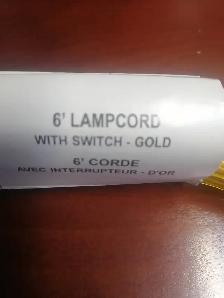 6' LAMPCORD
WITH SWITCH - GOLD
6' CORDE
AVEC INTERRUPTEUR - D'OR